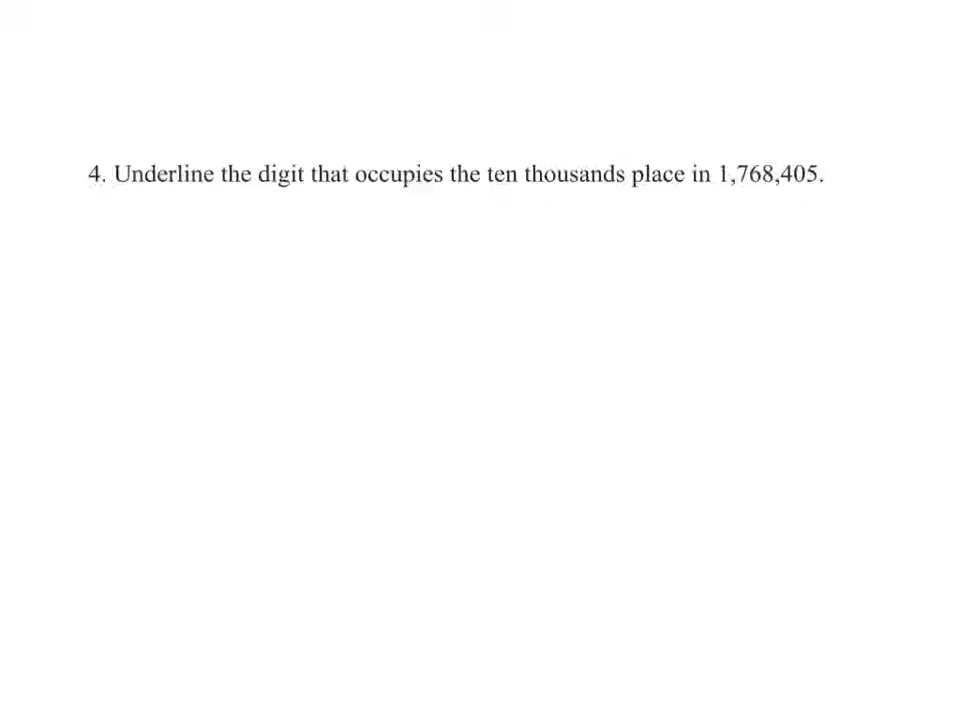 4. Underline the digit that occupies the ten thousands place in 1,768,405.